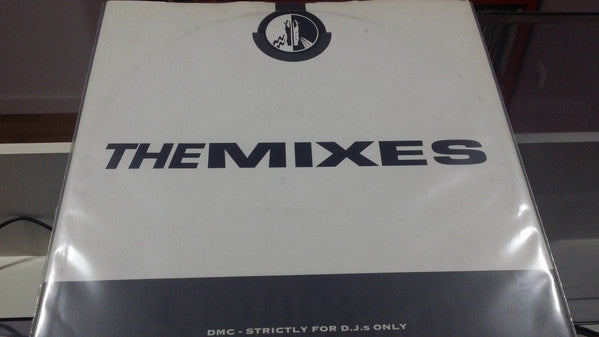 THEMIXES
DMC - STRICTLY FOR D.J.s ONLY